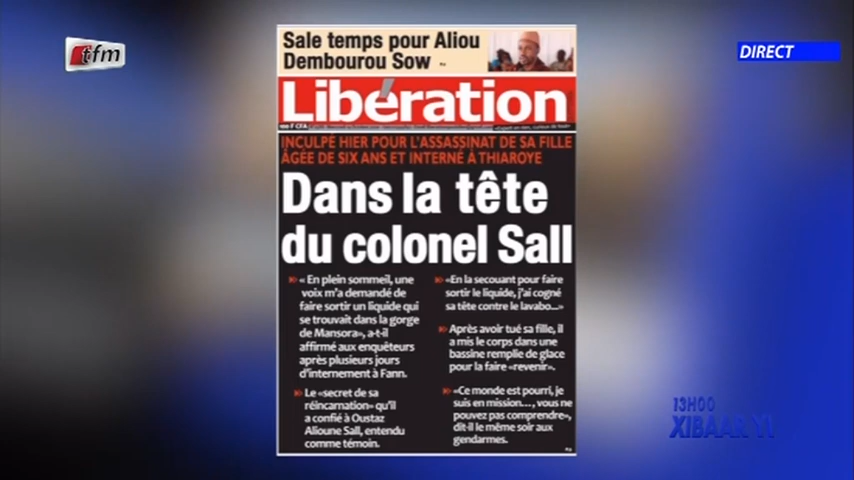 tfm
DIRECT
Sale temps pour Aliou
Dembourou Sow
Libération
100 F CFA
INCULPÉ HIER POUR L'ASSASSINAT DE SA FILLE
ÂGÉE DE SIX ANS ET INTERNÉ À THIAROYE
Dans la tête
du colonel Sall
« En plein sommeil, une
voix m'a demandé de
faire sortir un liquide qui
se trouvait dans la gorge
de Mansora», a-t-il
affirmé aux enquêteurs
après plusieurs jours
d'internement à Fann.
Le «secret de sa
réincarnation» qu'il
a confié à Oustaz
Alioune Sall, entendu
comme témoin.
«En la secouant pour faire
sortir le liquide, j'ai cogné
sa tête contre le lavabo...»
Après avoir tué sa fille, il
a mis le corps dans une
bassine remplie de glace
pour la faire «revenir».
«Ce monde est pourri, je
suis en mission..., vous ne
pouvez pas comprendre»,
dit-il le même soir aux
gendarmes.
13H00
XIBAAR YI